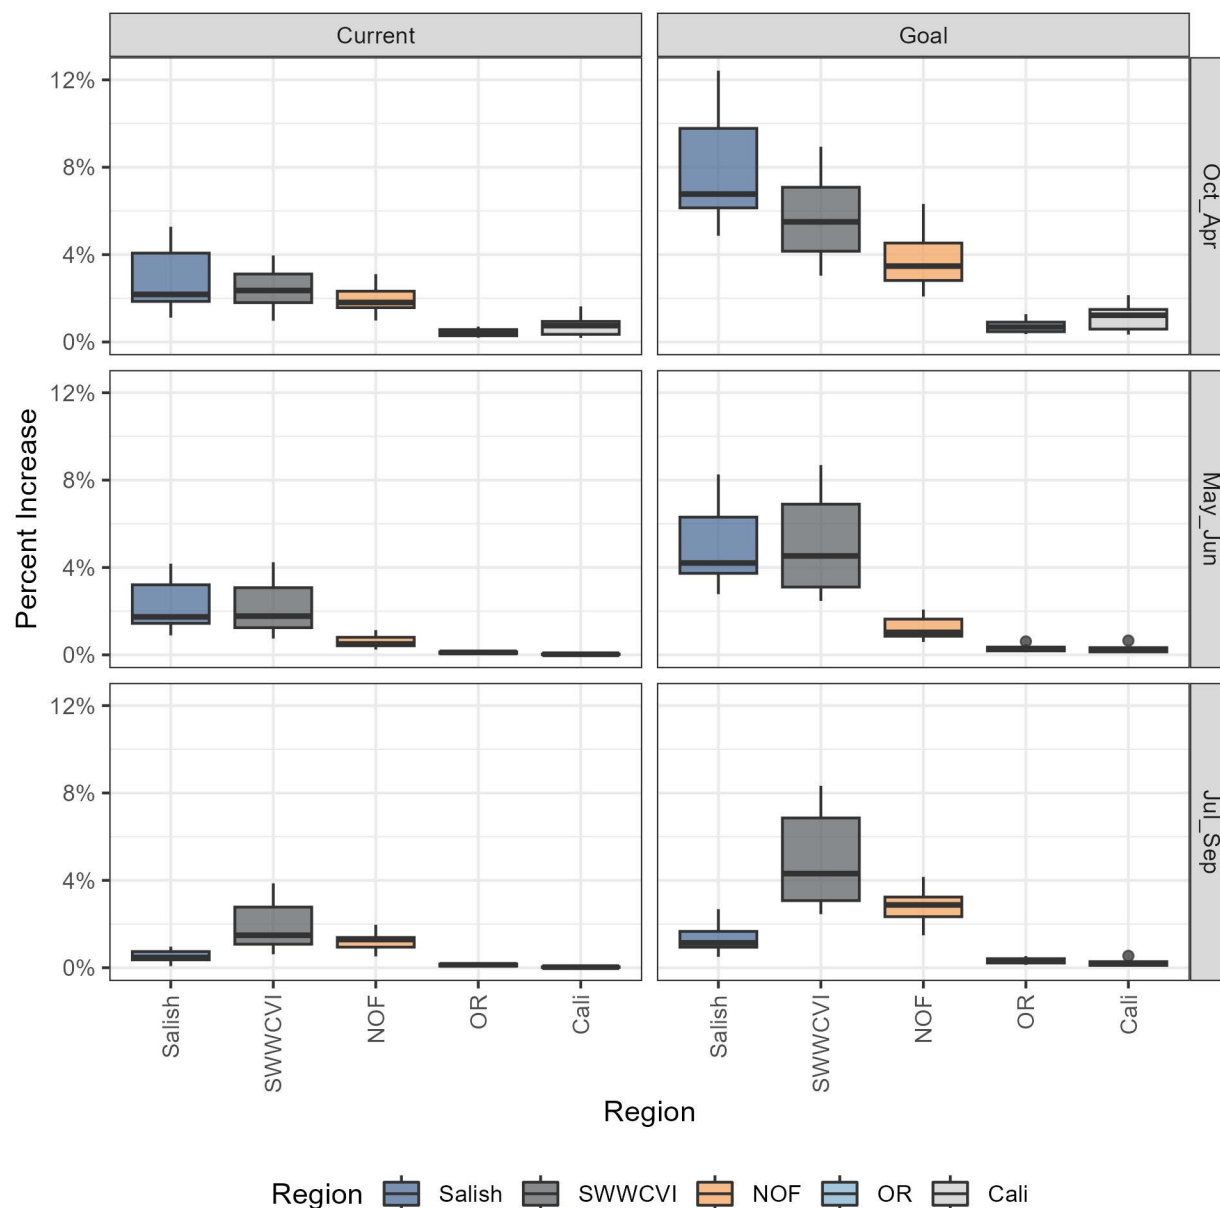 Current Goal
12%
8%
4%
0%
Oct_Apr
12%
8%
4%
0%
May_Jun
12%
8%
4%
0%
Jul_Sep
Percent Increase
Salish SWWCVI NOF OR Cali Salish SWWCVI NOF OR Cali
Region
Region Salish SWWCVI NOF OR Cali